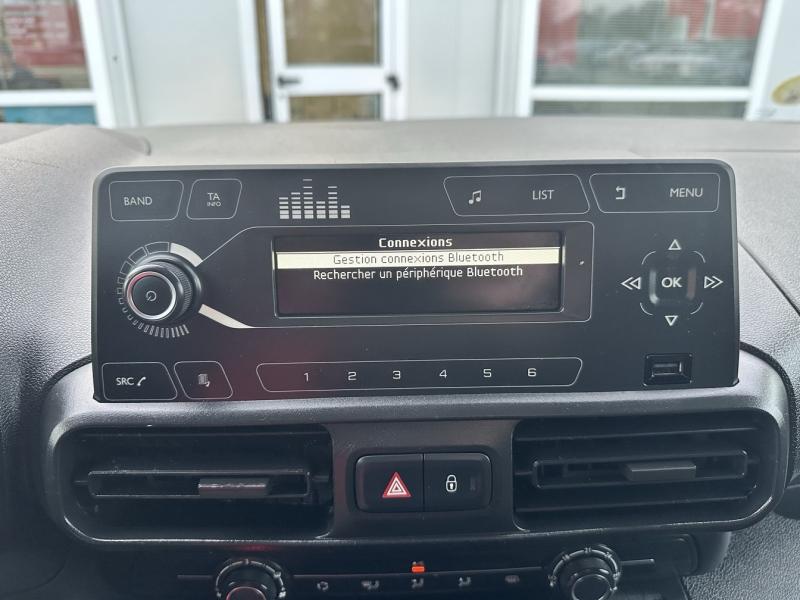 BAND
TA
INFO
LIST
MENU
Connexions
Gestion connexions Bluetooth
Rechercher un périphérique Bluetooth
OK
SRC
1 2 3 4 5 6